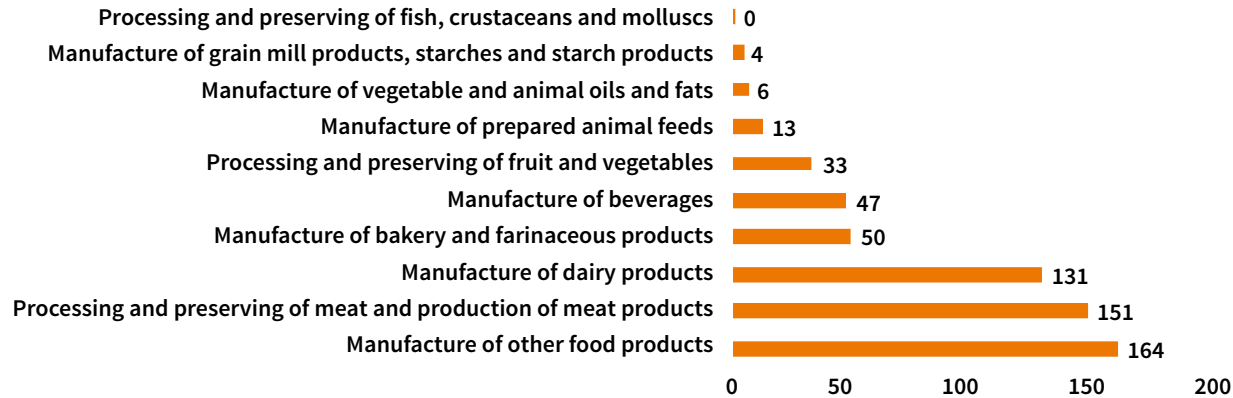 Processing and preserving of fish, crustaceans and molluscs 0
Manufacture of grain mill products, starches and starch products 4
Manufacture of vegetable and animal oils and fats 6
Manufacture of prepared animal feeds 13
Processing and preserving of fruit and vegetables 33
Manufacture of beverages 47
Manufacture of bakery and farinaceous products 50
Manufacture of dairy products 131
Processing and preserving of meat and production of meat products 151
Manufacture of other food products 164
0 50 100 150 200